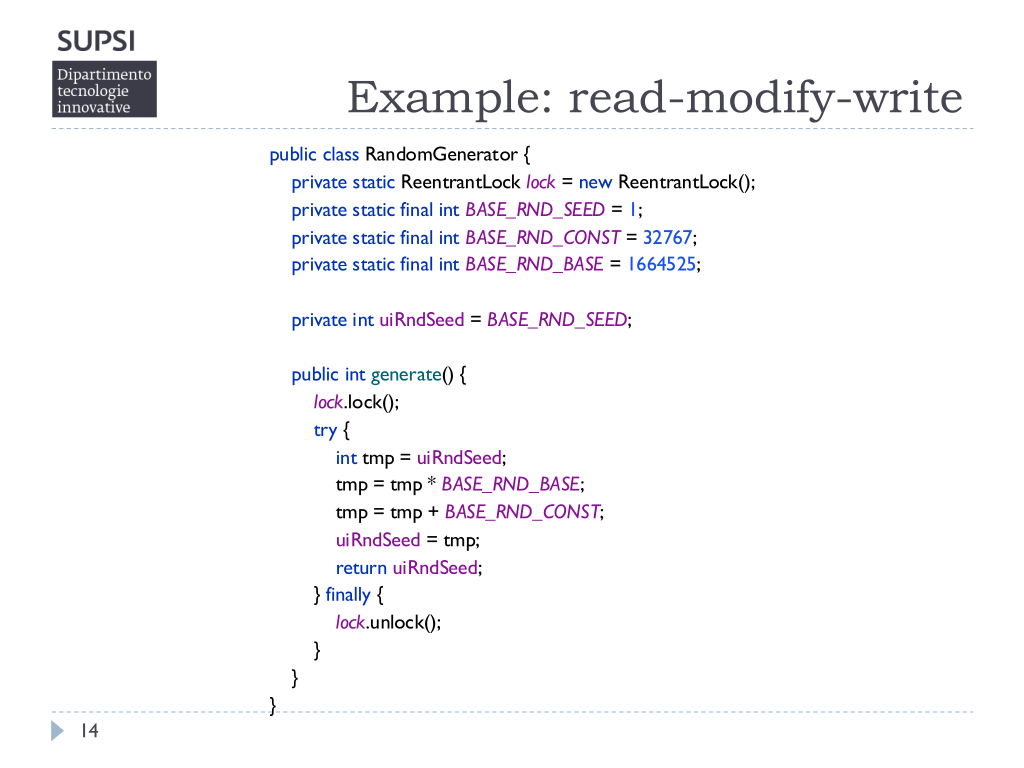 SUPSI
Dipartimento
tecnologie
innovative
Example: read-modify-write
public class RandomGenerator {
private static ReentrantLock lock = new ReentrantLock();
private static final int BASE_RND_SEED = 1;
private static final int BASE_RND_CONST = 32767;
private static final int BASE_RND_BASE = 1664525;
private int uiRndSeed = BASE_RND_SEED;
public int generate() {
lock.lock();
try {
int tmp = uiRndSeed;
tmp = tmp * BASE_RND_BASE;
tmp = tmp + BASE_RND_CONST;
uiRndSeed = tmp;
return uiRndSeed;
} finally {
lock.unlock();
}
}
}
14